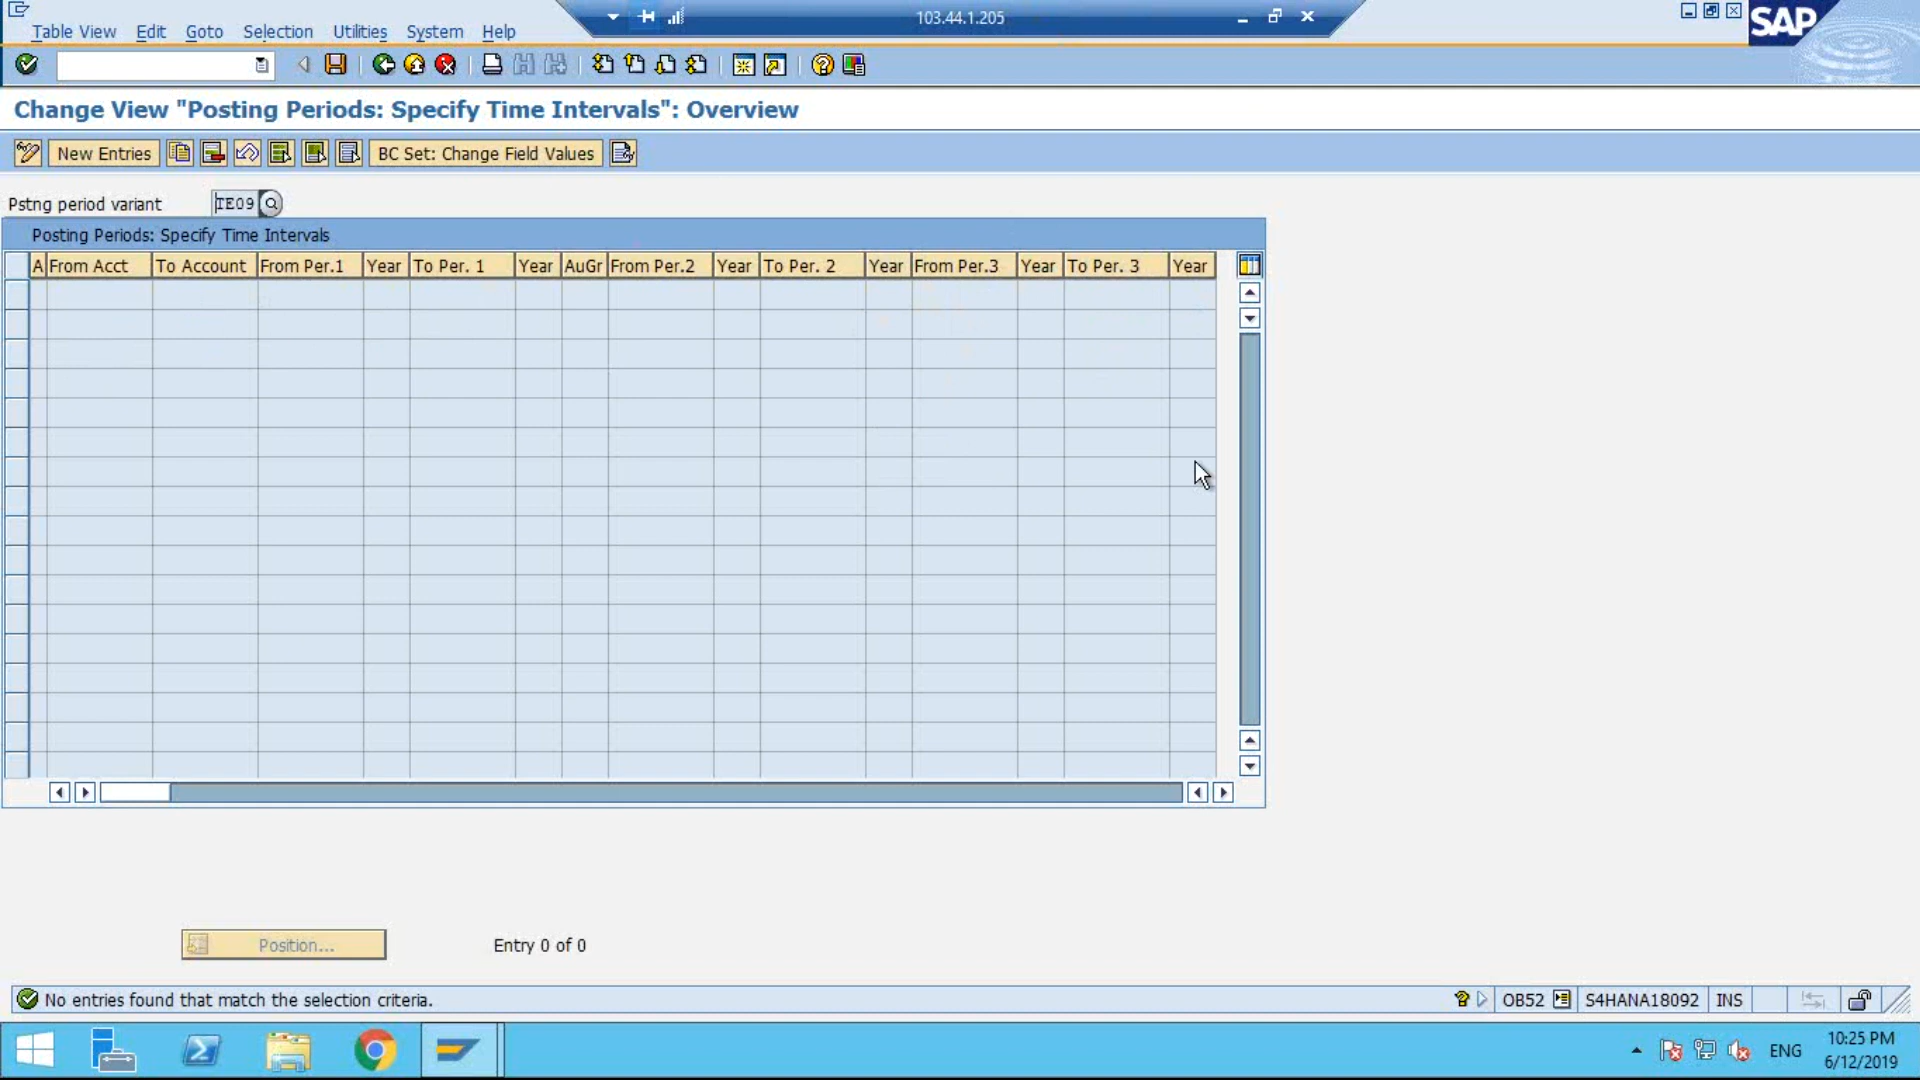 103.44.1.205
SAP
Table View Edit Goto Selection Utilities System Help
Change View "Posting Periods: Specify Time Intervals": Overview
New Entries BC Set: Change Field Values
Pstng period variant TE09
Posting Periods: Specify Time Intervals
A From Acct To Account From Per.1 Year To Per. 1 Year AuGr From Per.2 Year To Per. 2 Year From Per.3 Year To Per. 3 Year
Position... Entry 0 of 0
No entries found that match the selection criteria. OB52 S4HANA18092 INS
ENG 10:25 PM
6/12/2019